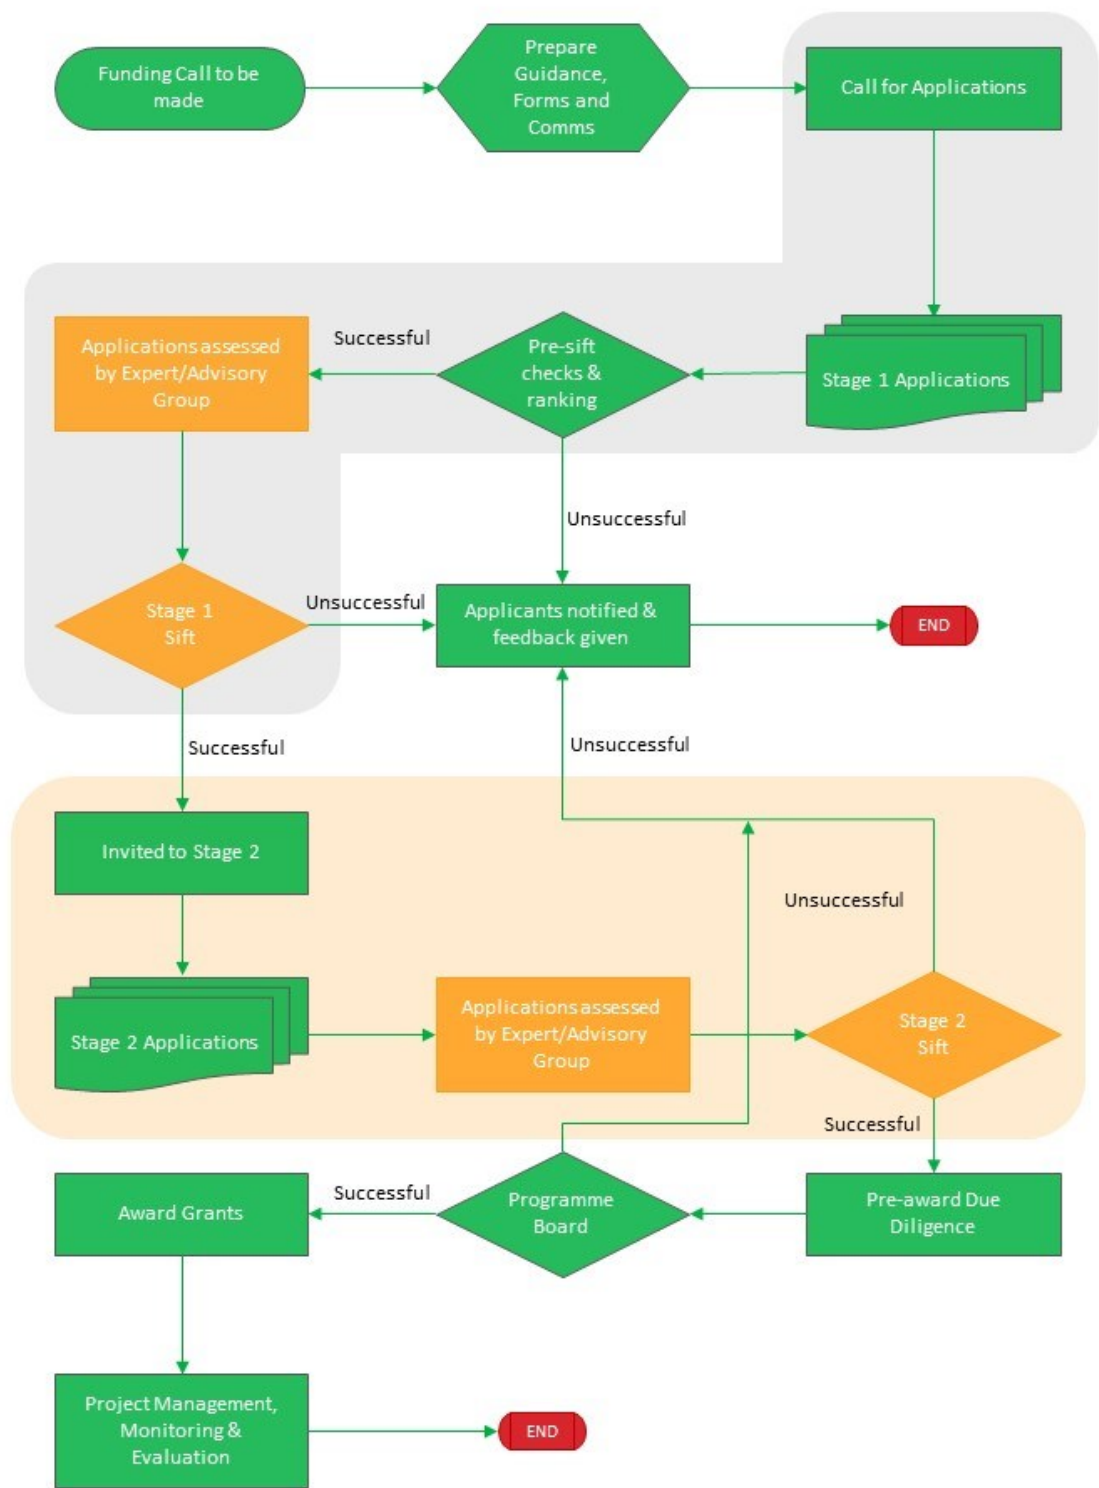 Funding Call to be
made
Prepare
Guidance,
Forms and
Comms
Call for Applications
Applications assessed
by Expert/Advisory
Group
Successful
Pre-sift
checks &
ranking
Stage 1 Applications
Unsuccessful
Stage 1
Sift
Unsuccessful
Applicants notified &
feedback given
END
Successful
Unsuccessful
Invited to Stage 2
Unsuccessful
Stage 2 Applications
Applications assessed
by Expert/Advisory
Group
Stage 2
Sift
Successful
Award Grants
Successful
Programme
Board
Pre-award Due
Diligence
Project Management,
Monitoring &
Evaluation
END